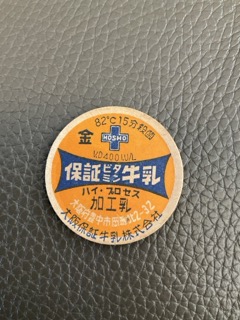 82℃15分殺菌
金
HOSHO
V.D400I.U/L
保証ビタミン牛乳
ハイ・プロセス
加工乳
大阪保証牛乳株式会社